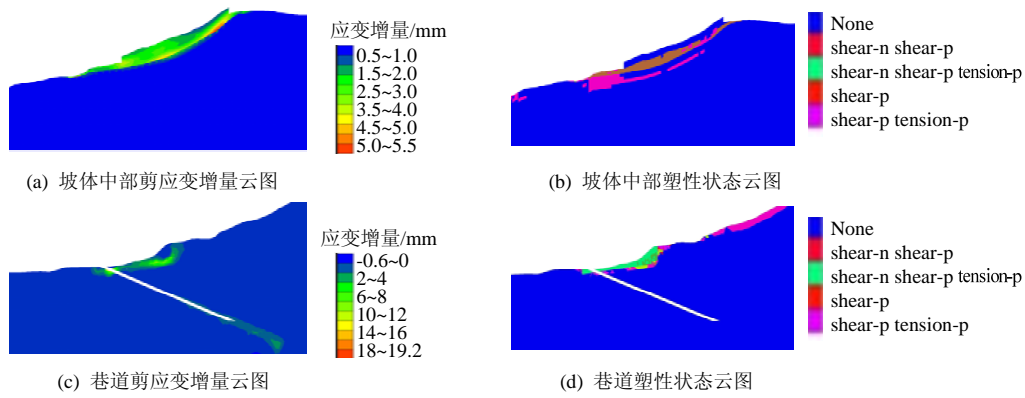 应变增量/mm
0.5~1.0
1.5~2.0
2.5~3.0
3.5~4.0
4.5~5.0
5.0~5.5
None
shear-n shear-p
shear-n shear-p tension-p
shear-p
shear-p tension-p
(a) 坡体中部剪应变增量云图
(b) 坡体中部塑性状态云图
应变增量/mm
-0.6~0
2~4
6~8
10~12
14~16
18~19.2
None
shear-n shear-p
shear-n shear-p tension-p
shear-p
shear-p tension-p
(c) 巷道剪应变增量云图
(d) 巷道塑性状态云图